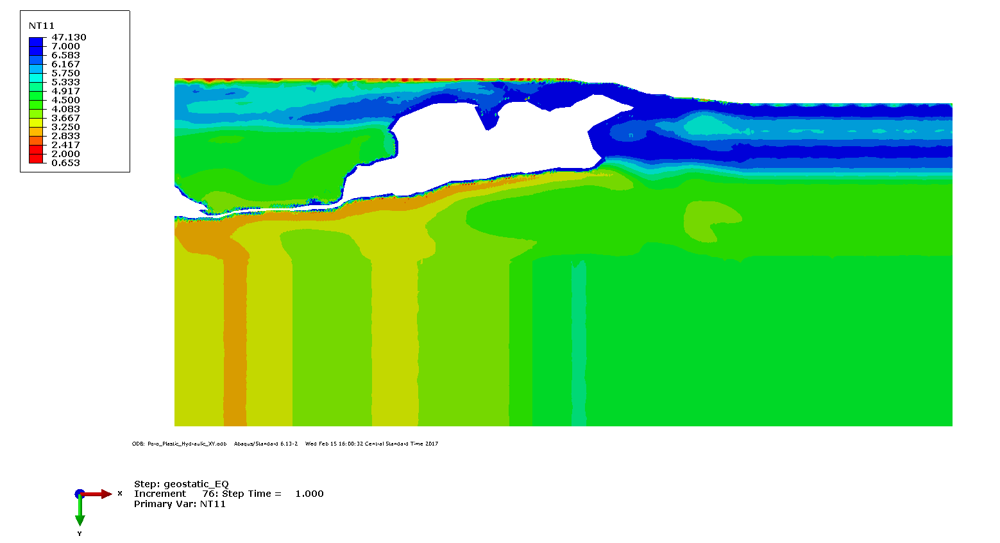 NT11
47.130
7.000
6.583
6.167
5.750
5.333
4.917
4.500
4.083
3.667
3.250
2.833
2.417
2.000
0.653
ODB: Poro_Plastic_Hydraulic_XY.odb Abaqus/Standard 6.13-2 Wed Feb 15 16:00:32 Central Standard Time 2017
X
Step: geostatic_EQ
Increment 76: Step Time = 1.000
Primary Var: NT11
Y